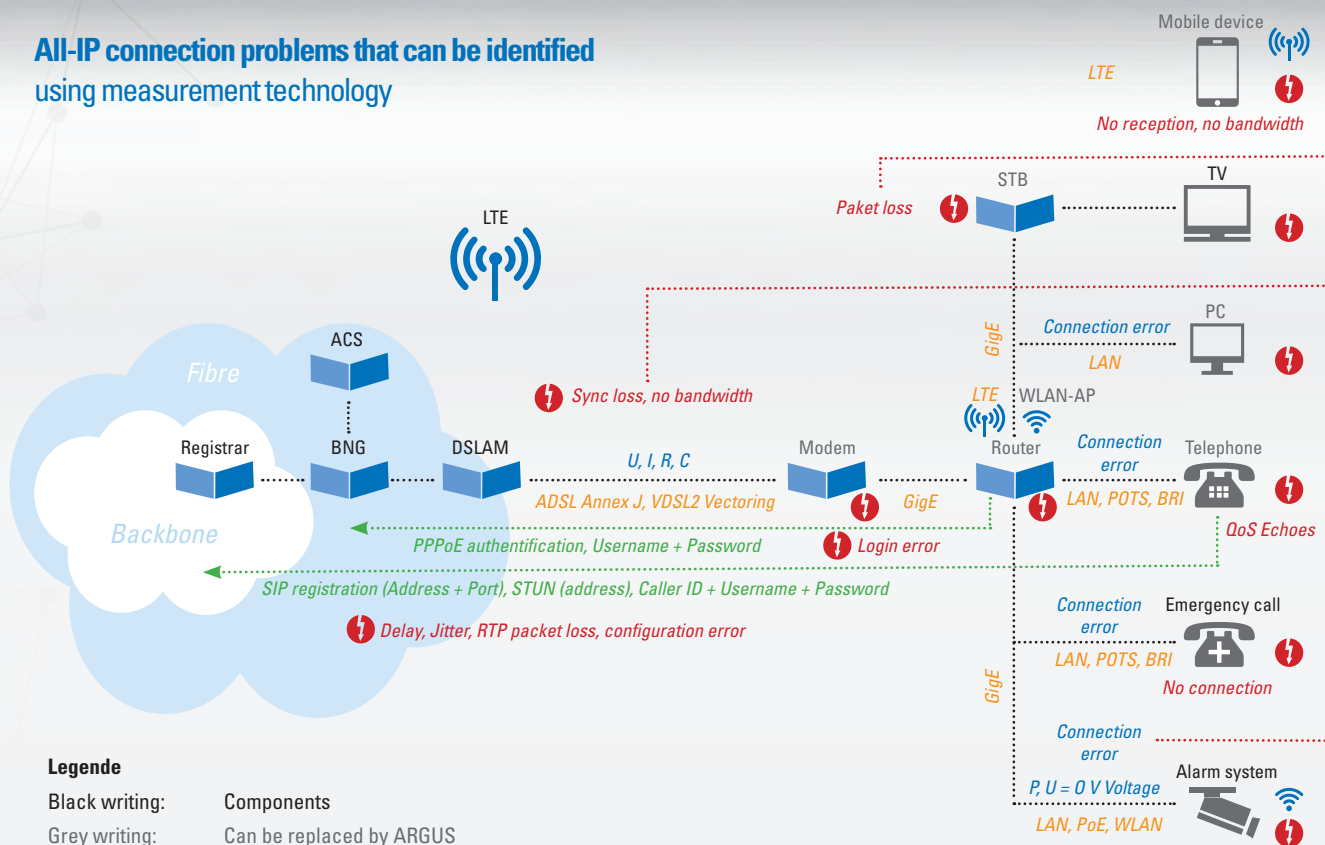 All-IP connection problems that can be identified
using measurement technology
Mobile device
LTE
No reception, no bandwidth
STB
TV
Paket loss
LTE
PC
Connection error
GigE
LAN
ACS
Fibre
Sync loss, no bandwidth
LTE
WLAN-AP
Registrar
BNG
DSLAM
U, I, R, C
Modem
Router
Connection
error
Telephone
ADSL Annex J, VDSL2 Vectoring
GigE
LAN, POTS, BRI
QoS Echoes
Backbone
PPPoE authentification, Username + Password
Login error
SIP registration (Address + Port), STUN (address), Caller ID + Username + Password
Delay, Jitter, RTP packet loss, configuration error
Connection
error
Emergency call
LAN, POTS, BRI
No connection
GigE
Connection
error
Alarm system
P, U = 0 V Voltage
LAN, PoE, WLAN
Legende
Black writing: Components
Grey writing: Can be replaced by ARGUS